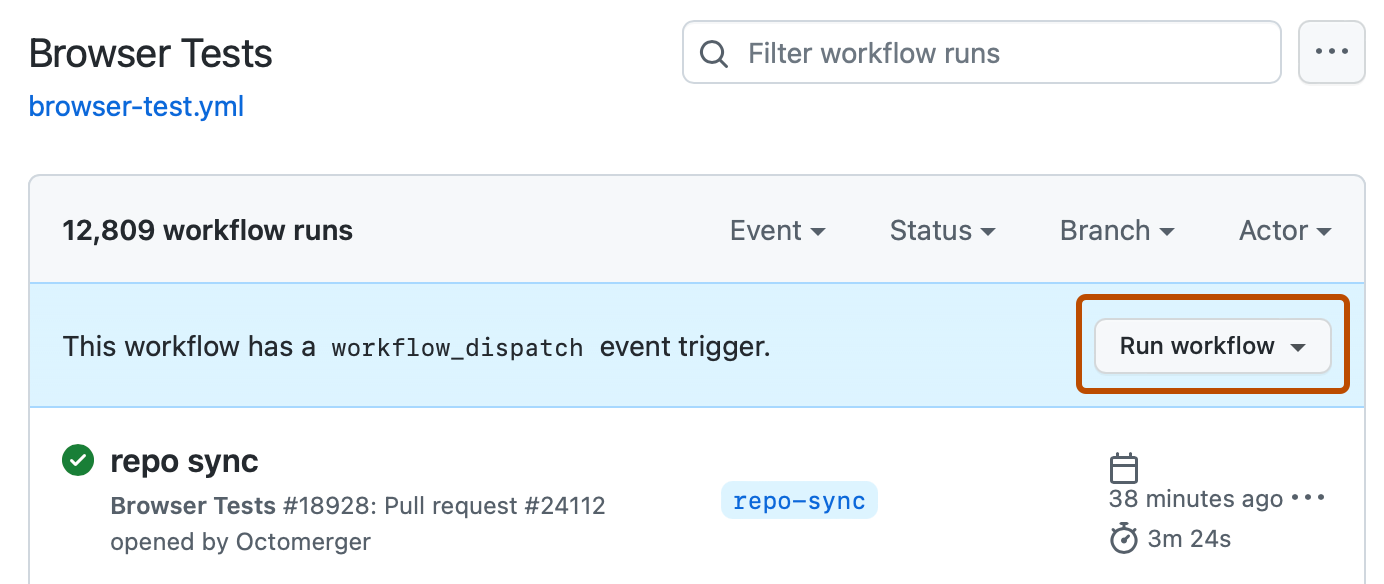 Browser Tests
Filter workflow runs
browser-test.yml
12,809 workflow runs
Event
Status
Branch
Actor
This workflow has a workflow_dispatch event trigger.
Run workflow
repo sync
Browser Tests #18928: Pull request #24112
opened by Octomerger
repo-sync
38 minutes ago
3m 24s